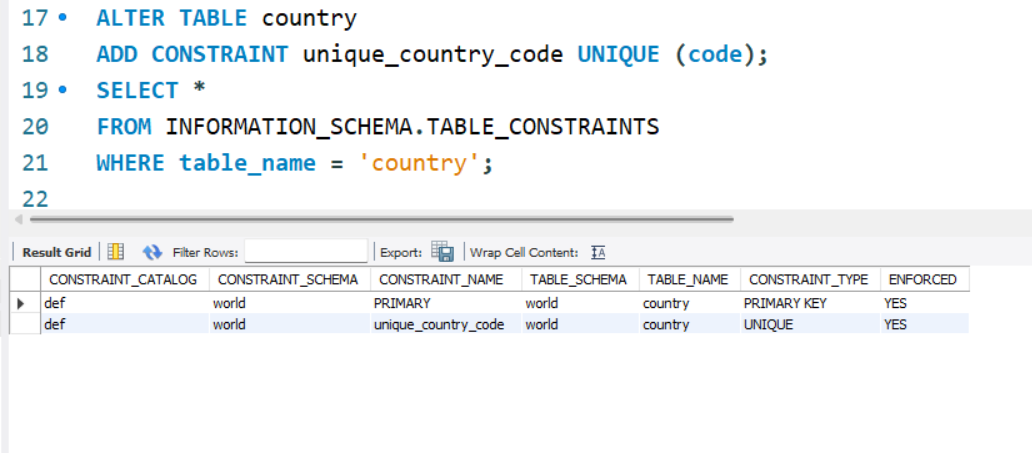 17 ALTER TABLE country
18 ADD CONSTRAINT unique_country_code UNIQUE (code);
19 SELECT *
20 FROM INFORMATION_SCHEMA.TABLE_CONSTRAINTS
21 WHERE table_name = 'country';
22
Result Grid Filter Rows: Export: Wrap Cell Content: IA
CONSTRAINT_CATALOG CONSTRAINT_SCHEMA CONSTRAINT_NAME TABLE_SCHEMA TABLE_NAME CONSTRAINT_TYPE ENFORCED
def world PRIMARY world country PRIMARY KEY YES
def world unique_country_code world country UNIQUE YES